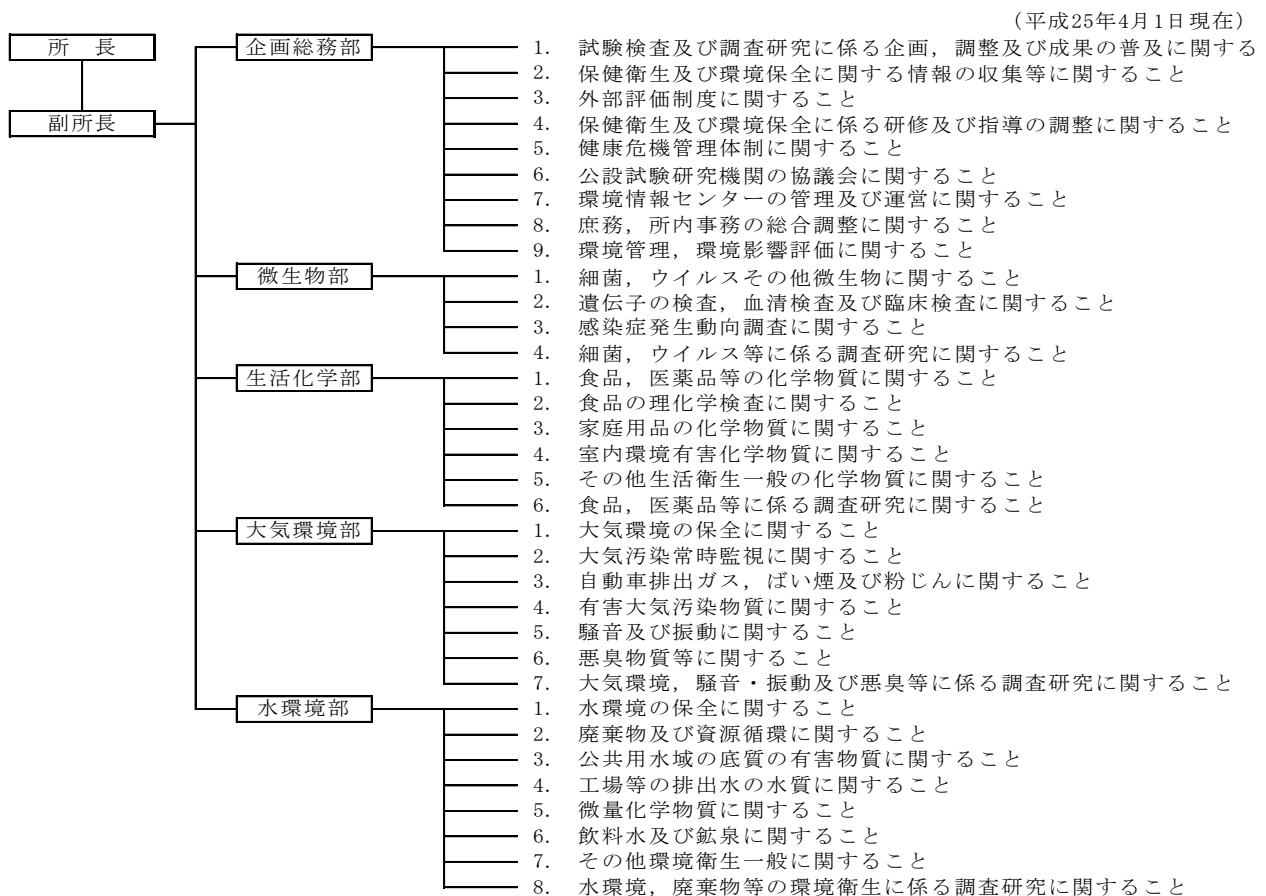 (平成25年4月1日現在)
所　長
副所長
企画総務部
1.　試験検査及び調査研究に係る企画，調整及び成果の普及に関する
2.　保健衛生及び環境保全に関する情報の収集等に関すること
3.　外部評価制度に関すること
4.　保健衛生及び環境保全に係る研修及び指導の調整に関すること
5.　健康危機管理体制に関すること
6.　公設試験研究機関の協議会に関すること
7.　環境情報センターの管理及び運営に関すること
8.　庶務，所内事務の総合調整に関すること
9.　環境管理，環境影響評価に関すること
微生物部
1.　細菌，ウイルスその他微生物に関すること
2.　遺伝子の検査，血清検査及び臨床検査に関すること
3.　感染症発生動向調査に関すること
4.　細菌，ウイルス等に係る調査研究に関すること
生活化学部
1.　食品，医薬品等の化学物質に関すること
2.　食品の理化学検査に関すること
3.　家庭用品の化学物質に関すること
4.　室内環境有害化学物質に関すること
5.　その他生活衛生一般の化学物質に関すること
6.　食品，医薬品等に係る調査研究に関すること
大気環境部
1.　大気環境の保全に関すること
2.　大気汚染常時監視に関すること
3.　自動車排出ガス，ばい煙及び粉じんに関すること
4.　有害大気汚染物質に関すること
5.　騒音及び振動に関すること
6.　悪臭物質等に関すること
7.　大気環境，騒音・振動及び悪臭等に係る調査研究に関すること
水環境部
1.　水環境の保全に関すること
2.　廃棄物及び資源循環に関すること
3.　公共用水域の底質の有害物質に関すること
4.　工場等の排出水の水質に関すること
5.　微量化学物質に関すること
6.　飲料水及び鉱泉に関すること
7.　その他環境衛生一般に関すること
8.　水環境，廃棄物等の環境衛生に係る調査研究に関すること